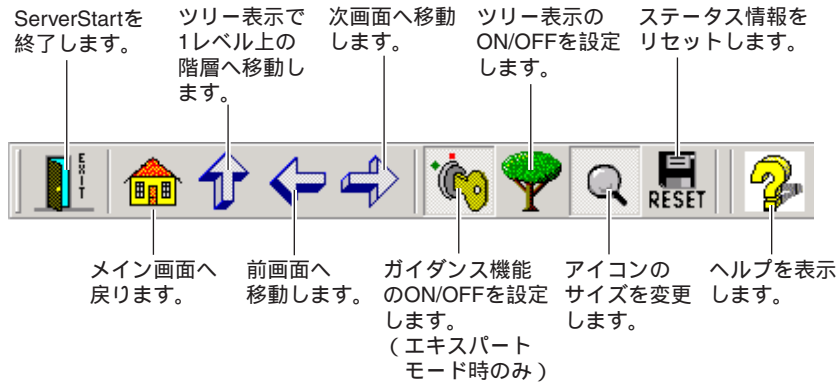 ServerStartを
終了します。
ツリー表示で
1レベル上の
階層へ移動し
ます。
次画面へ移動
します。
ツリー表示の
ON/OFFを設定
します。
ステータス情報を
リセットします。
EXIT
RESET
メイン画面へ
戻ります。
前画面へ
移動します。
ガイダンス機能
のON/OFFを設定
します。
（エキスパート
モード時のみ）
アイコンの
サイズを変更
します。
ヘルプを表示
します。